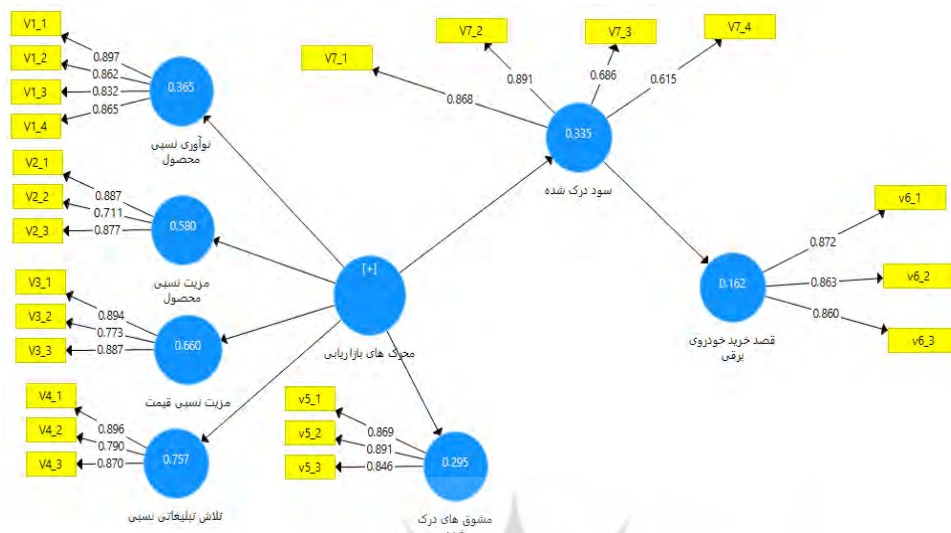 V1_1
V1_2
V1_3
V1_4
0.897
0.862
0.832
0.865
0.365
نوآوری نسبی
محصول
V2_1
V2_2
V2_3
0.887
0.711
0.877
0.580
مزیت نسبی
محصول
V3_1
V3_2
V3_3
0.894
0.773
0.887
0.660
مزیت نسبی قیمت
V4_1
V4_2
V4_3
0.896
0.790
0.870
0.757
تلاش تبلیغاتی نسبی
[+]
محرک های بازاریابی
v5_1
v5_2
v5_3
0.869
0.891
0.846
0.295
مشوق های درک
V7_1
V7_2
V7_3
V7_4
0.868
0.891
0.686
0.615
0.335
سود درک شده
v6_1
v6_2
v6_3
0.872
0.863
0.860
0.162
قصد خرید خودروی
برقی